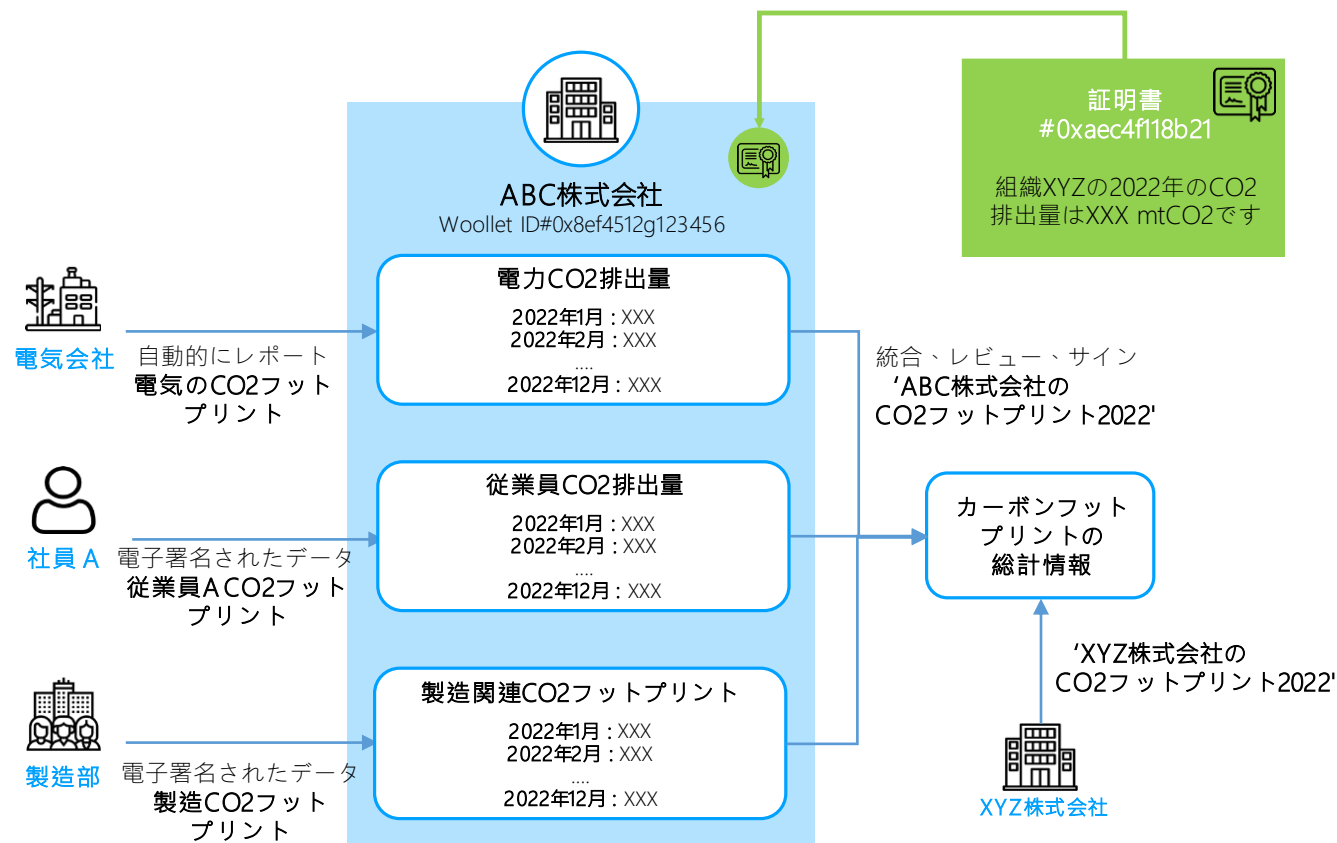 証明書
#0xaec4f118b21
組織XYZの2022年のCO2
排出量はXXX mtCO2です
ABC株式会社
Woollet ID#0x8ef4512g123456
電気会社
自動的にレポート
電気のCO2フット
プリント
電力CO2排出量
2022年1月 : XXX
2022年2月 : XXX
....
2022年12月 : XXX
統合、レビュー、サイン
‘ABC株式会社の
CO2フットプリント2022'
社員 A
電子署名されたデータ
従業員A CO2フット
プリント
従業員CO2排出量
2022年1月 : XXX
2022年2月 : XXX
....
2022年12月 : XXX
カーボンフット
プリントの
総計情報
製造部
電子署名されたデータ
製造CO2フット
プリント
製造関連CO2フットプリント
2022年1月 : XXX
2022年2月 : XXX
....
2022年12月 : XXX
‘XYZ株式会社の
CO2フットプリント2022'
XYZ株式会社